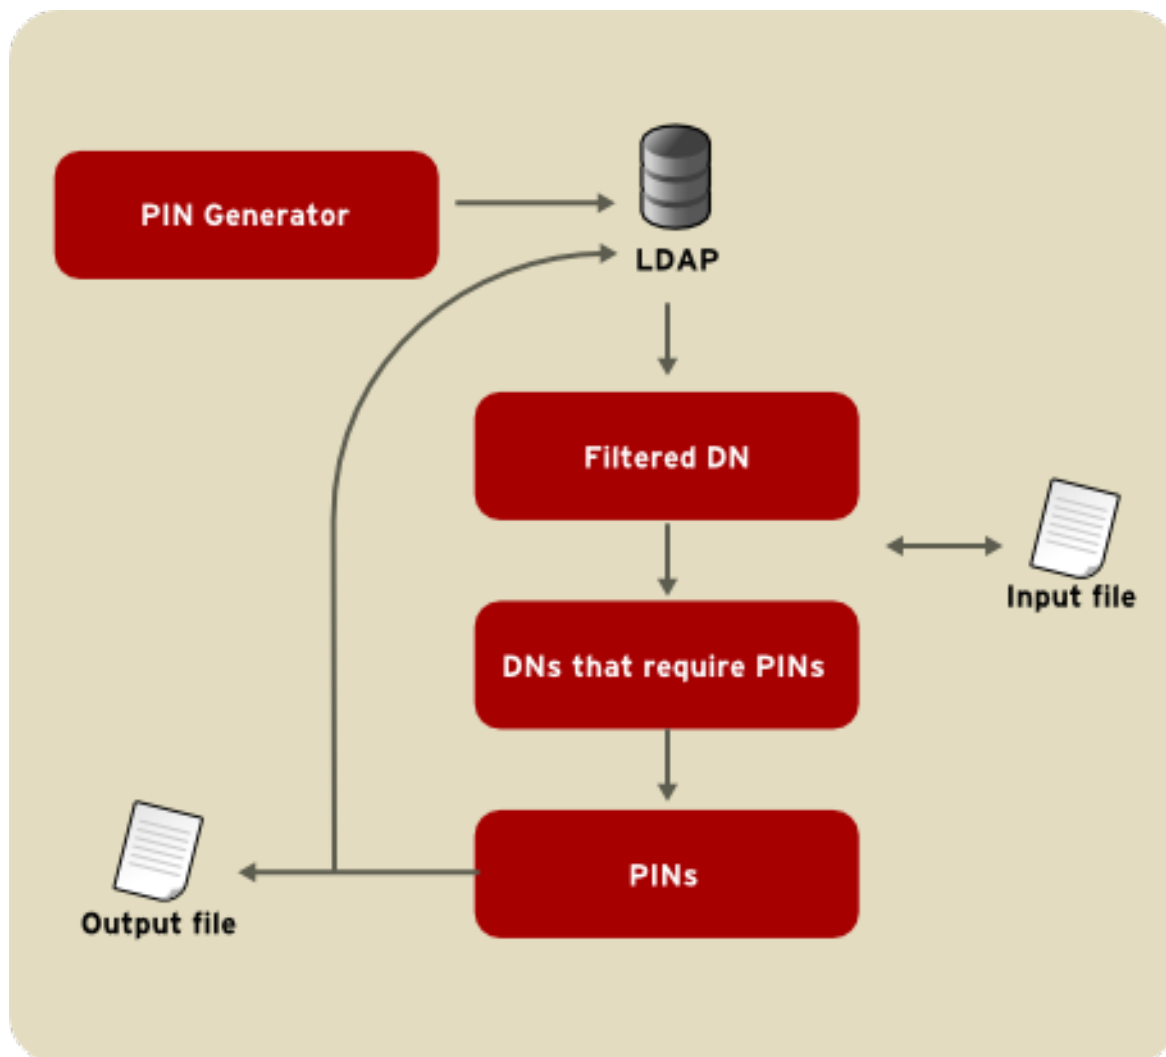 PIN Generator
LDAP
Filtered DN
Input file
DNs that require PINs
PINs
Output file